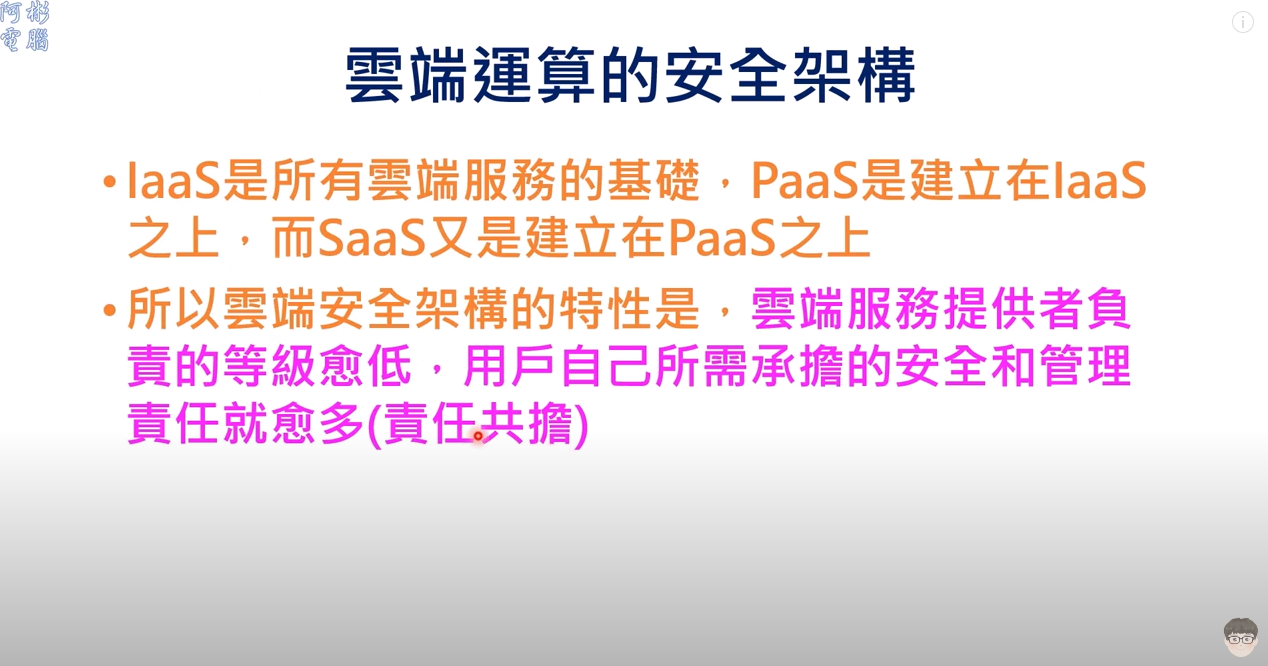 阿彬
電腦
雲端運算的安全架構
•IaaS是所有雲端服務的基礎，PaaS是建立在IaaS
之上，而SaaS又是建立在PaaS之上
•所以雲端安全架構的特性是，雲端服務提供者負
責的等級愈低，用戶自己所需承擔的安全和管理
責任就愈多(責任共擔)